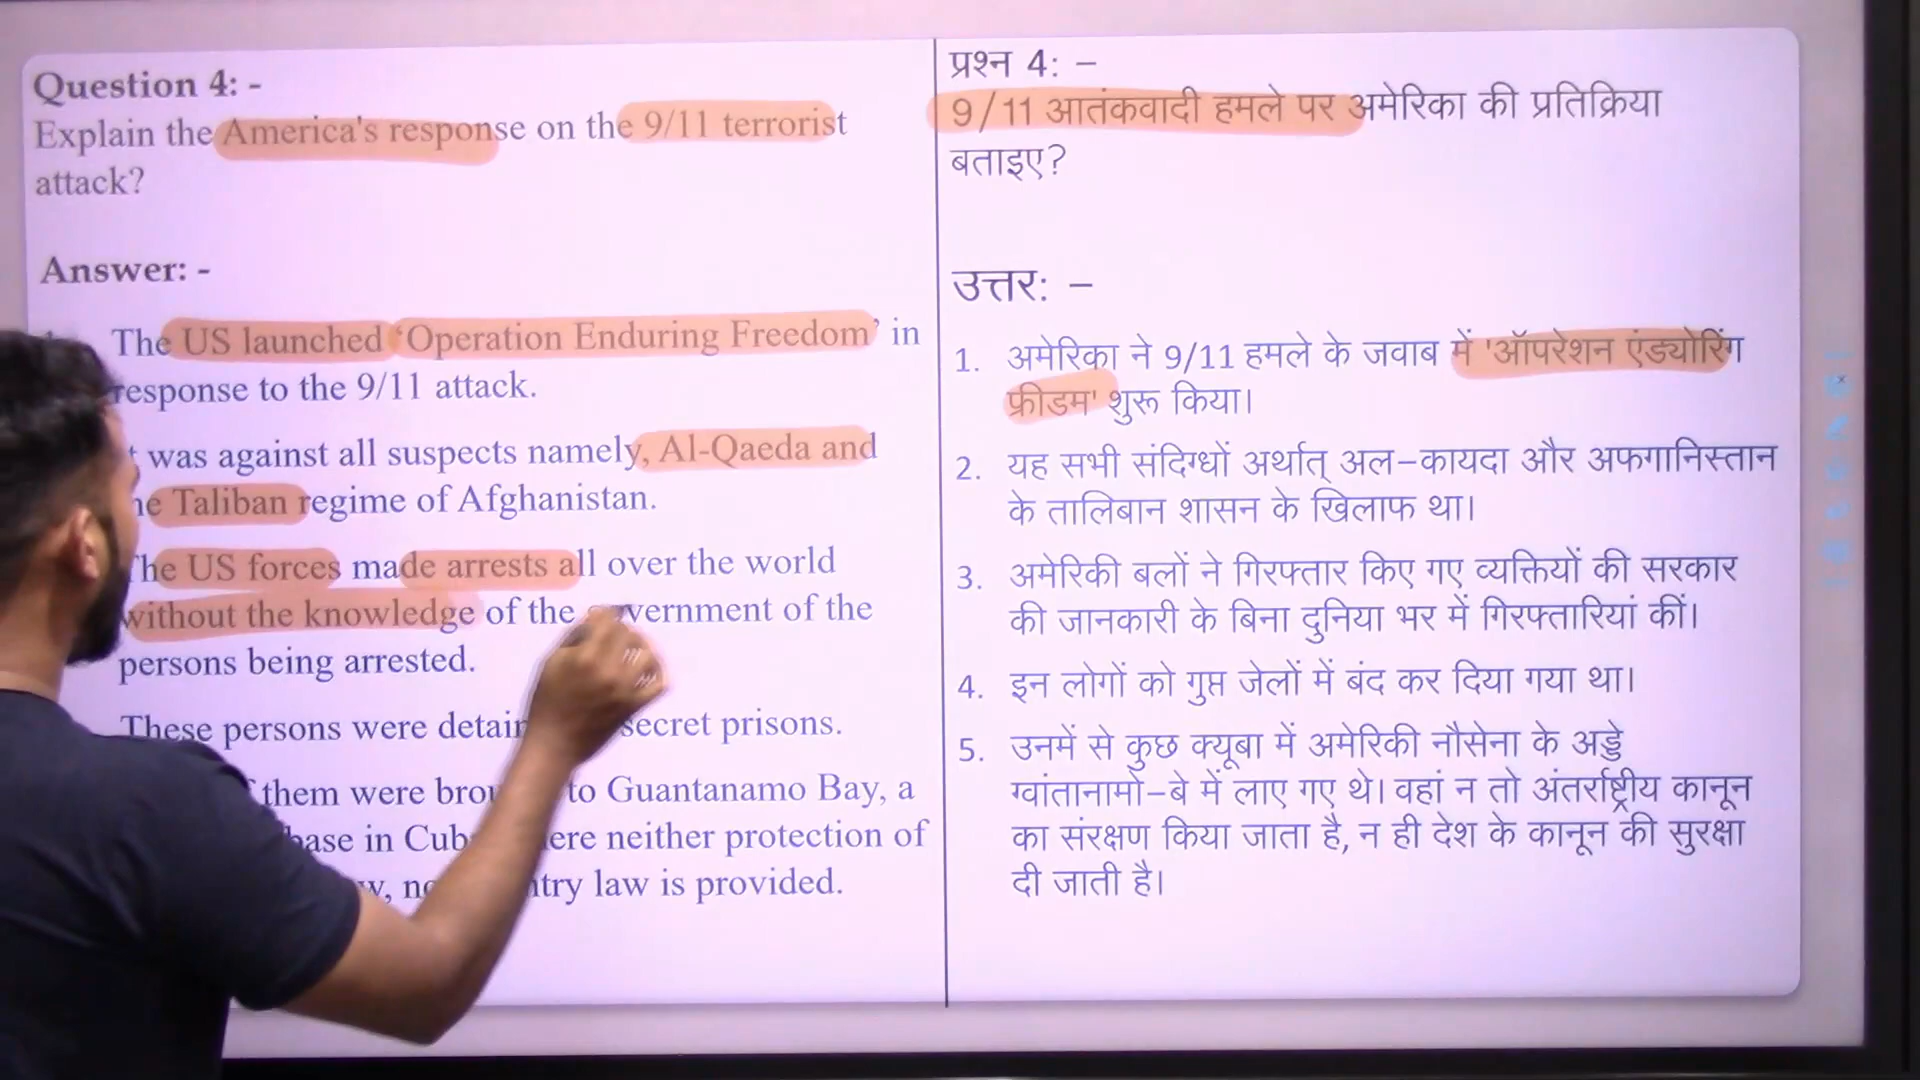 Question 4: -
Explain the America's response on the 9/11 terrorist
attack?
Answer: -
The US launched ‘Operation Enduring Freedom’ in
response to the 9/11 attack.
was against all suspects namely, Al-Qaeda and
Taliban regime of Afghanistan.
The US forces made arrests all over the world
without the knowledge of the government of the
persons being arrested.
These persons were secret prisons.
them were to Guantanamo Bay, a
base in neither protection of
law is provided.
प्रश्न 4: –
9/11 आतंकवादी हमले पर अमेरिका की प्रतिक्रिया
बताइए?
उत्तर: –
1. अमेरिका ने 9/11 हमले के जवाब में 'ऑपरेशन एंड्योरिंग
फ्रीडम' शुरू किया।
2. यह सभी संदिग्धों अर्थात् अल–कायदा और अफगानिस्तान
के तालिबान शासन के खिलाफ था।
3. अमेरिकी बलों ने गिरफ्तार किए गए व्यक्तियों की सरकार
की जानकारी के बिना दुनिया भर में गिरफ्तारियां कीं।
4. इन लोगों को गुप्त जेलों में बंद कर दिया गया था।
5. उनमें से कुछ क्यूबा में अमेरिकी नौसेना के अड्डे
ग्वांतानामो–बे में लाए गए थे। वहां न तो अंतर्राष्ट्रीय कानून
का संरक्षण किया जाता है, न ही देश के कानून की सुरक्षा
दी जाती है।